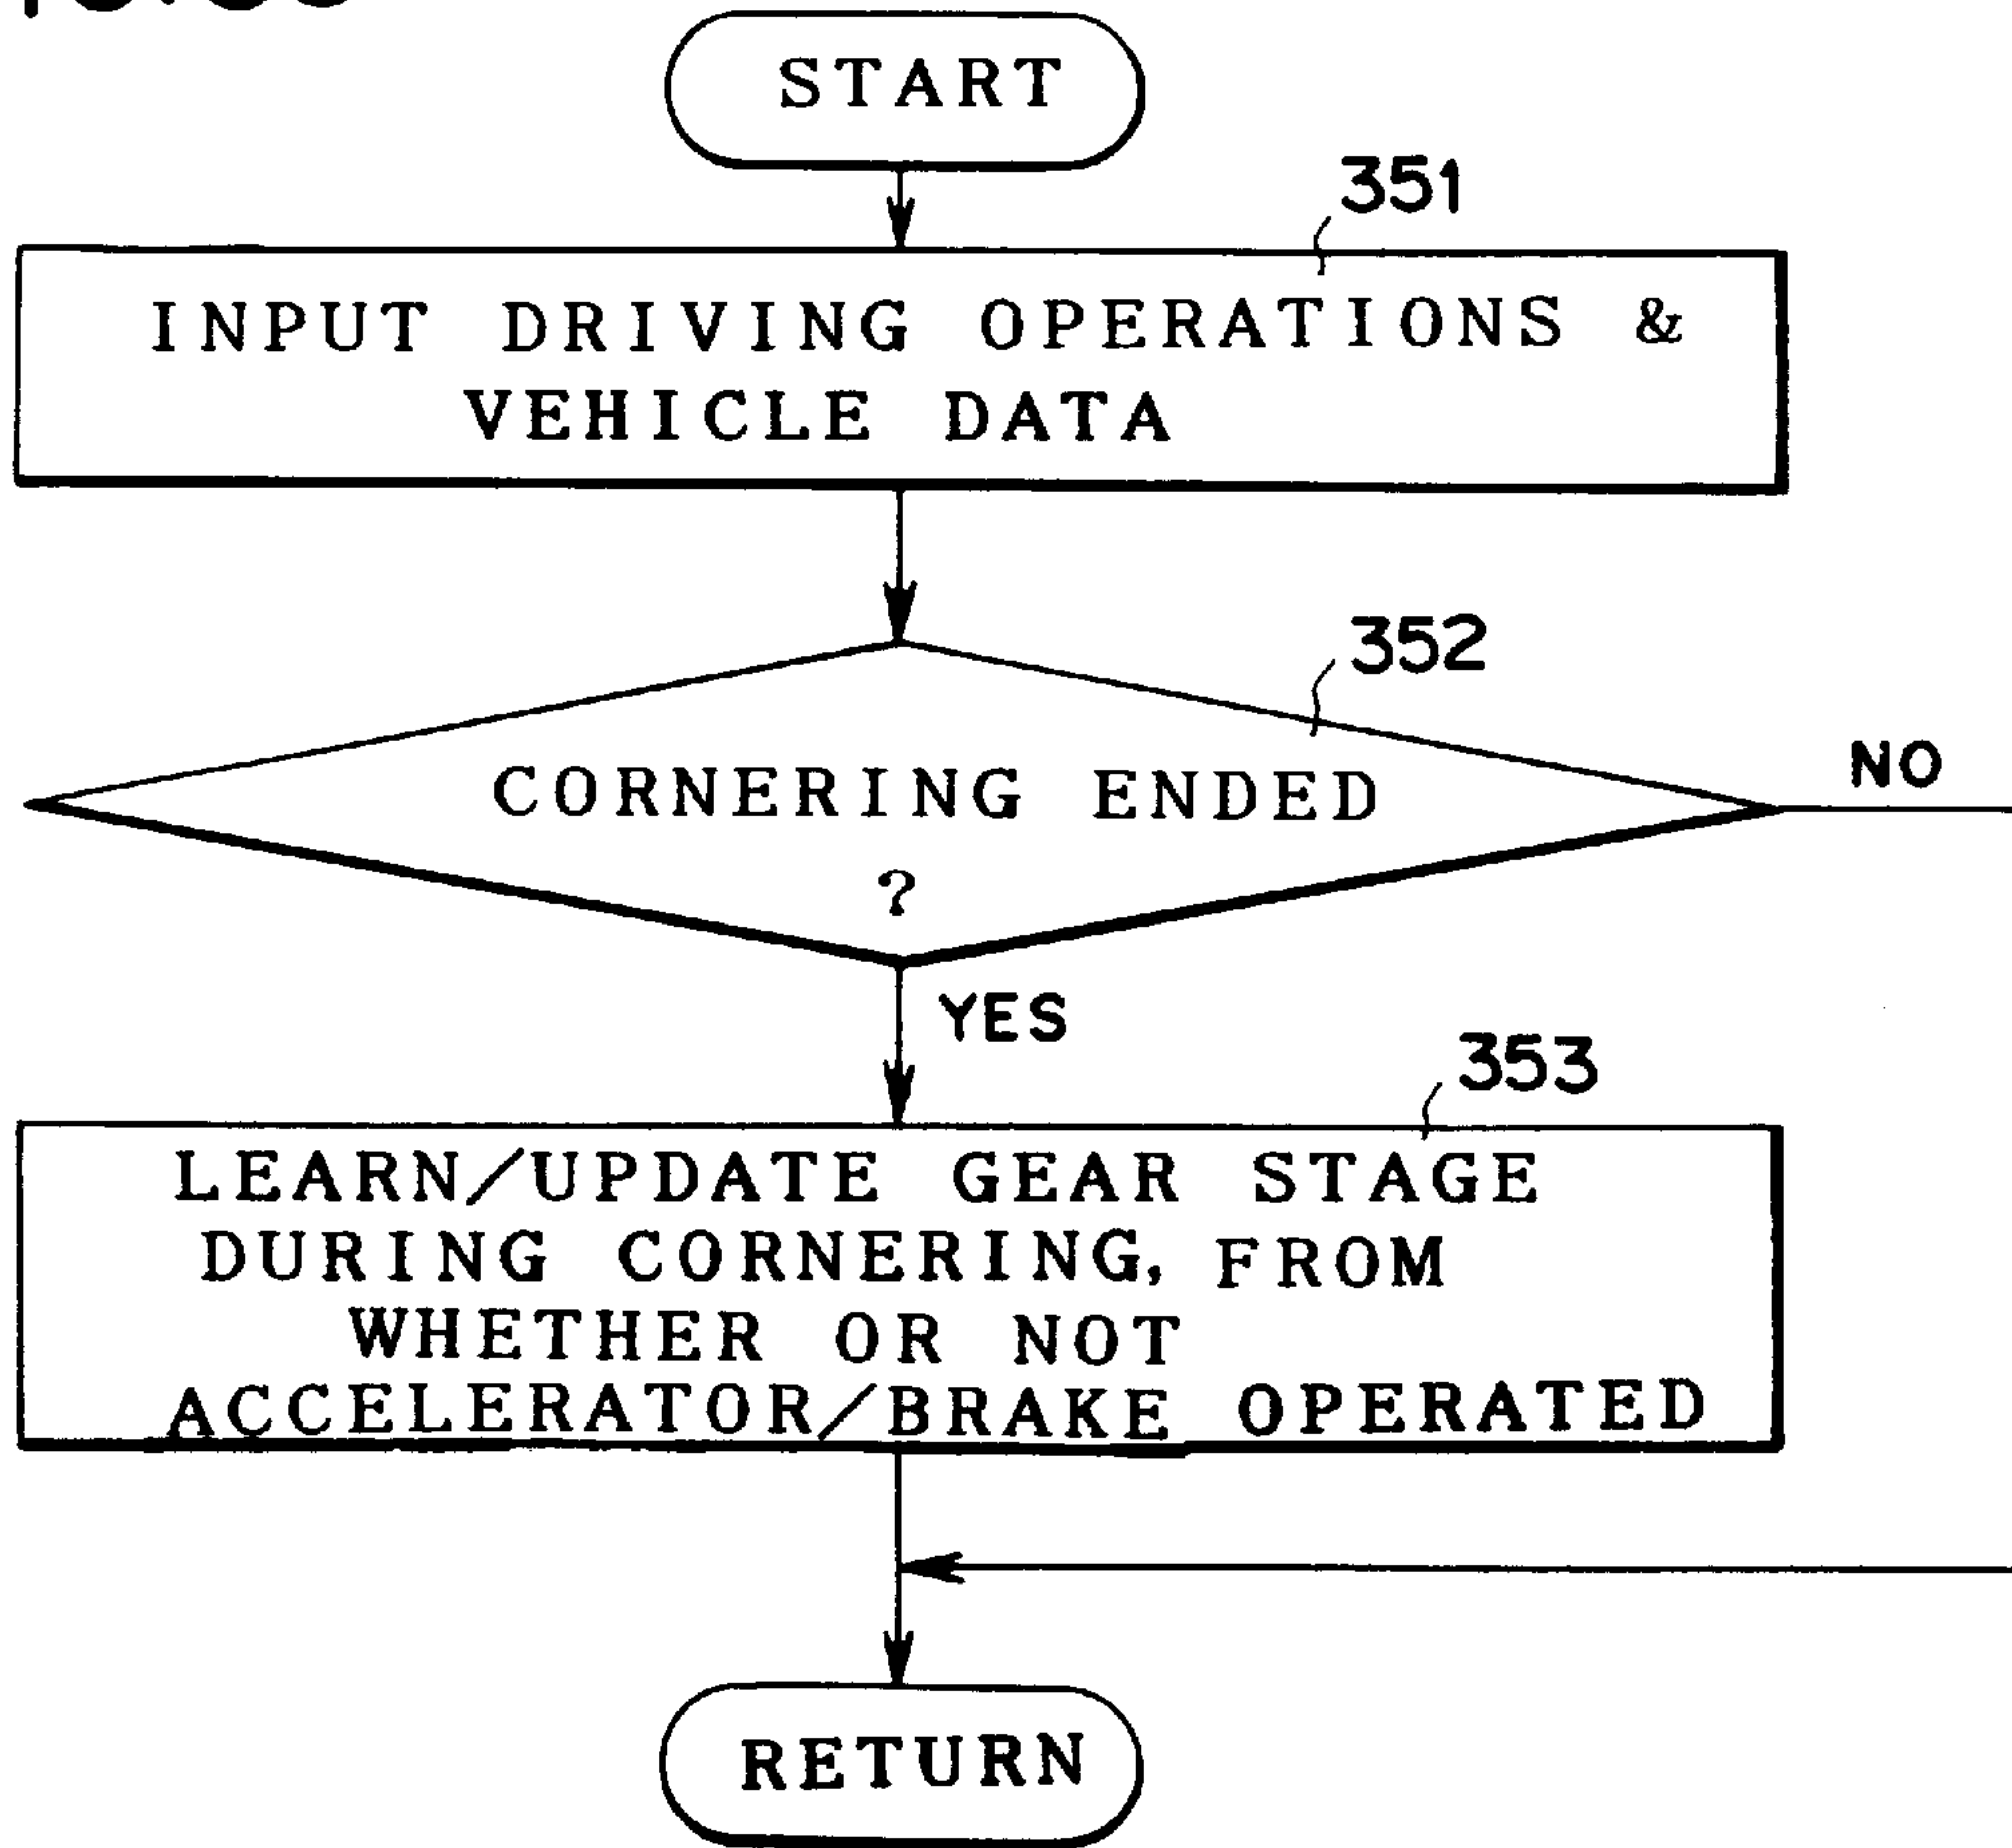 START
351
INPUT DRIVING OPERATIONS &
VEHICLE DATA
352
CORNERING ENDED
?
NO
YES
353
LEARN/UPDATE GEAR STAGE
DURING CORNERING, FROM
WHETHER OR NOT
ACCELERATOR/BRAKE OPERATED
RETURN